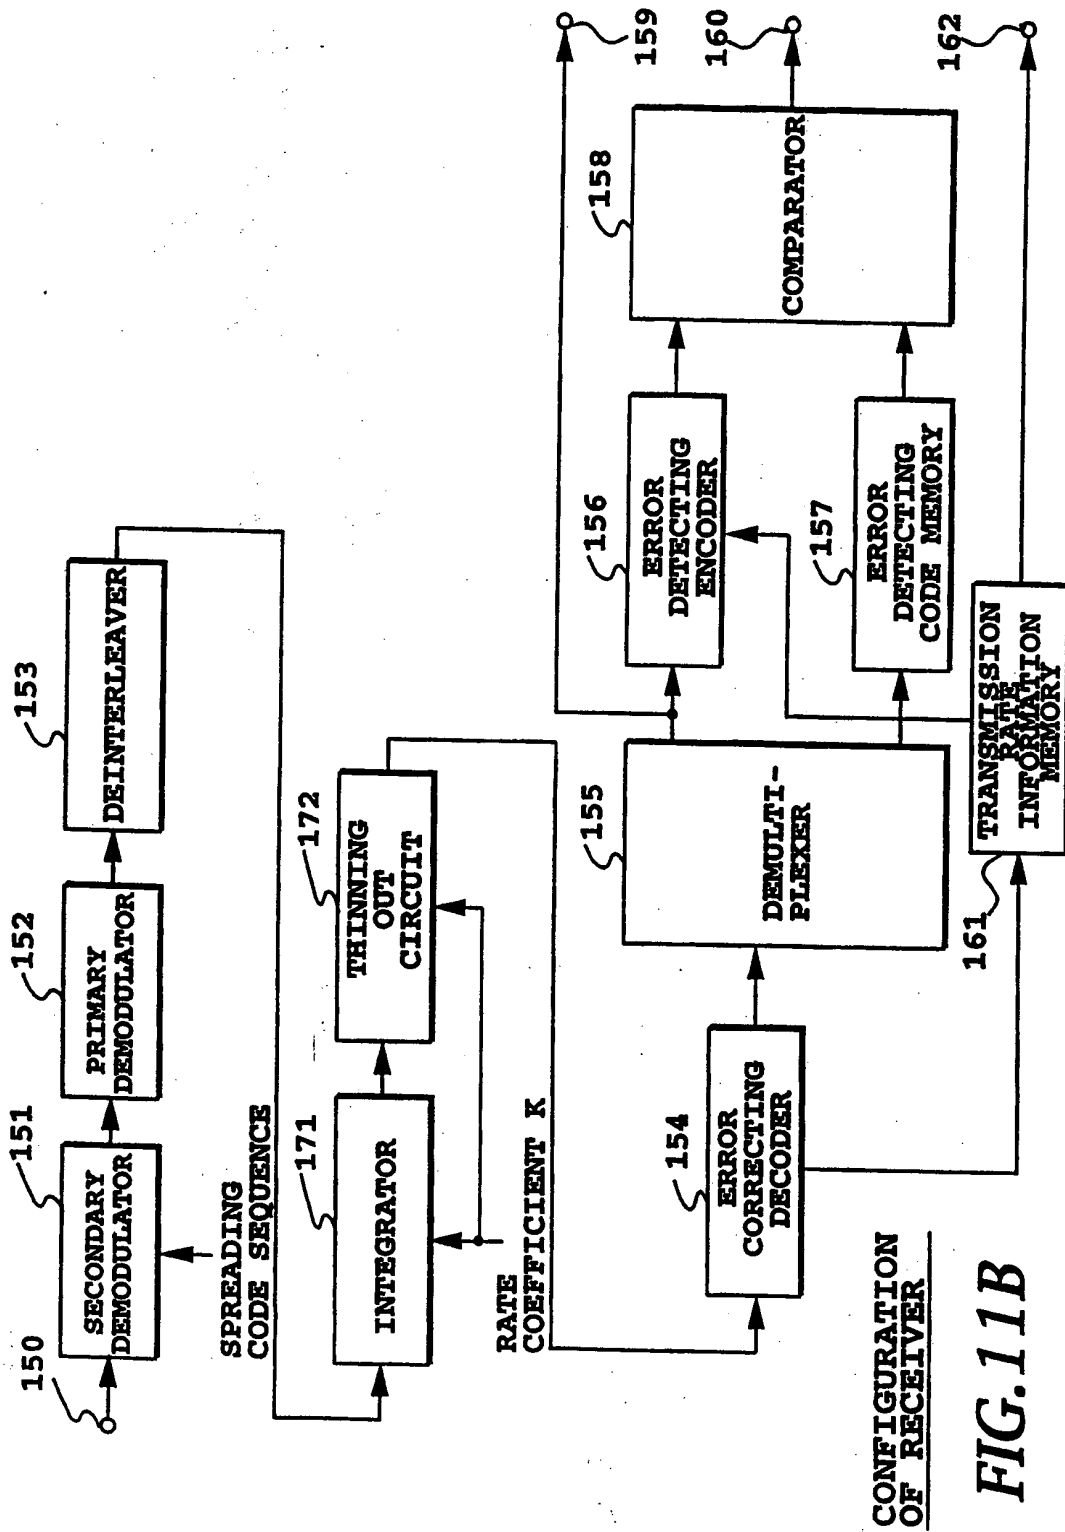 150
SECONDARY
DEMODULATOR
151
SPREADING
CODE SEQUENCE
PRIMARY
DEMODULATOR
152
DEINTERLEAVER
153
INTEGRATOR
171
RATE
COEFFICIENT K
THINNING
OUT
CIRCUIT
172
ERROR
CORRECTING
DECODER
154
DEMULTI-
PLEXER
155
ERROR
DETECTING
ENCODER
156
ERROR
DETECTING
CODE MEMORY
157
COMPARATOR
158
159
160
TRANSMISSION
RATE
INFORMATION
MEMORY
161
162
CONFIGURATION
OF RECEIVER
FIG.11B